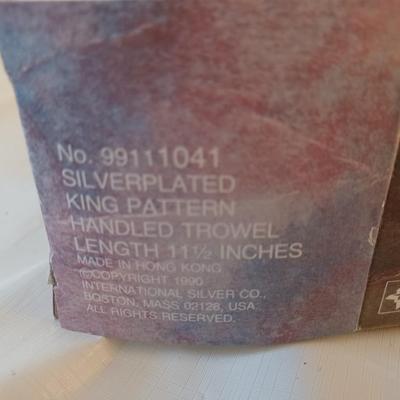 No. 99111041
SILVERPLATED
KING PATTERN
HANDLED TROWEL
LENGTH 11½ INCHES
MADE IN HONG KONG
©COPYRIGHT 1990
INTERNATIONAL SILVER CO.,
BOSTON, MASS 02128, USA
ALL RIGHTS RESERVED.